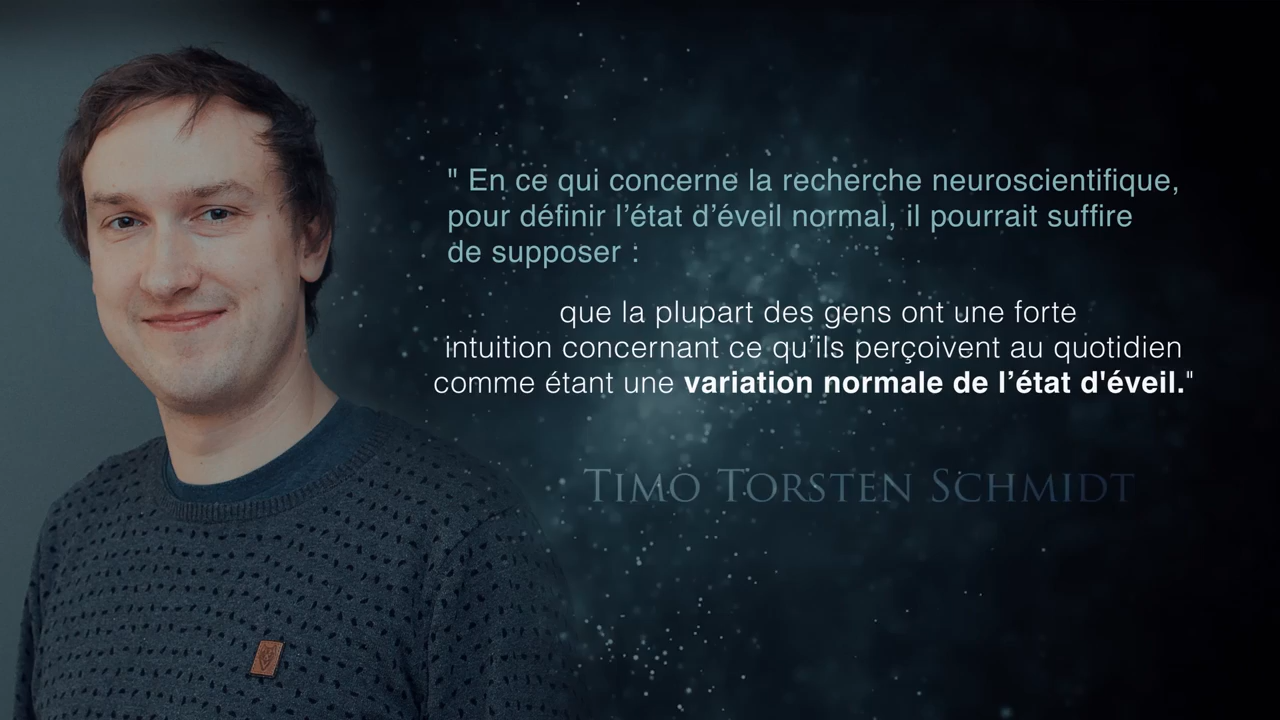 " En ce qui concerne la recherche neuroscientifique,
pour définir l’état d’éveil normal, il pourrait suffire
de supposer :
que la plupart des gens ont une forte
intuition concernant ce qu’ils perçoivent au quotidien
comme étant une variation normale de l’état d'éveil."
Timo Torsten Schmidt